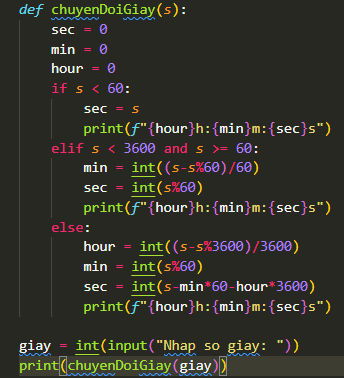 def chuyenDoiGiay(s):
    sec = 0
    min = 0
    hour = 0
    if s < 60:
        sec = s
        print(f"{hour}h:{min}m:{sec}s")
    elif s < 3600 and s >= 60:
        min = int((s-s%60)/60)
        sec = int(s%60)
        print(f"{hour}h:{min}m:{sec}s")
    else:
        hour = int((s-s%3600)/3600)
        min = int(s%60)
        sec = int(s-min*60-hour*3600)
        print(f"{hour}h:{min}m:{sec}s")
giay = int(input("Nhap so giay: "))
print(chuyenDoiGiay(giay))